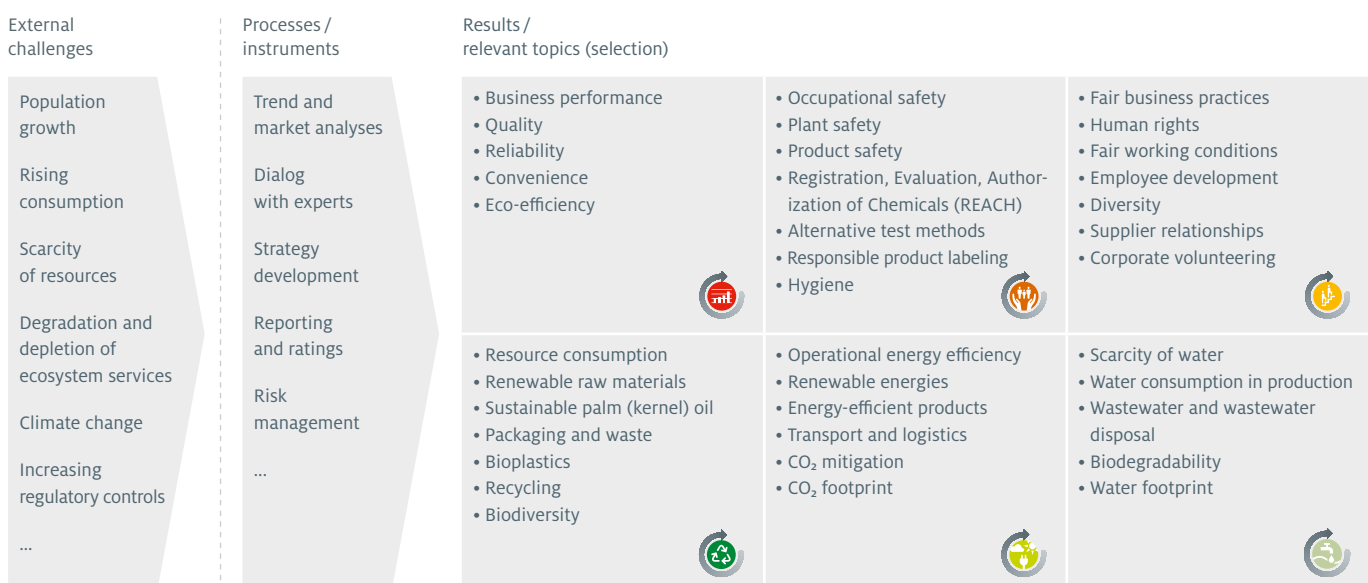 External
challenges
Population
growth
Rising
consumption
Scarcity
of resources
Degradation and
depletion of
ecosystem services
Climate change
Increasing
regulatory controls
...
Processes /
instruments
Trend and
market analyses
Dialog
with experts
Strategy
development
Reporting
and ratings
Risk
management
...
Results /
relevant topics (selection)
• Business performance
• Quality
• Reliability
• Convenience
• Eco-efficiency
• Occupational safety
• Plant safety
• Product safety
• Registration, Evaluation, Author-
ization of Chemicals (REACH)
• Alternative test methods
• Responsible product labeling
• Hygiene
• Fair business practices
• Human rights
• Fair working conditions
• Employee development
• Diversity
• Supplier relationships
• Corporate volunteering
• Resource consumption
• Renewable raw materials
• Sustainable palm (kernel) oil
• Packaging and waste
• Bioplastics
• Recycling
• Biodiversity
• Operational energy efficiency
• Renewable energies
• Energy-efficient products
• Transport and logistics
• CO₂ mitigation
• CO₂ footprint
• Scarcity of water
• Water consumption in production
• Wastewater and wastewater
disposal
• Biodegradability
• Water footprint